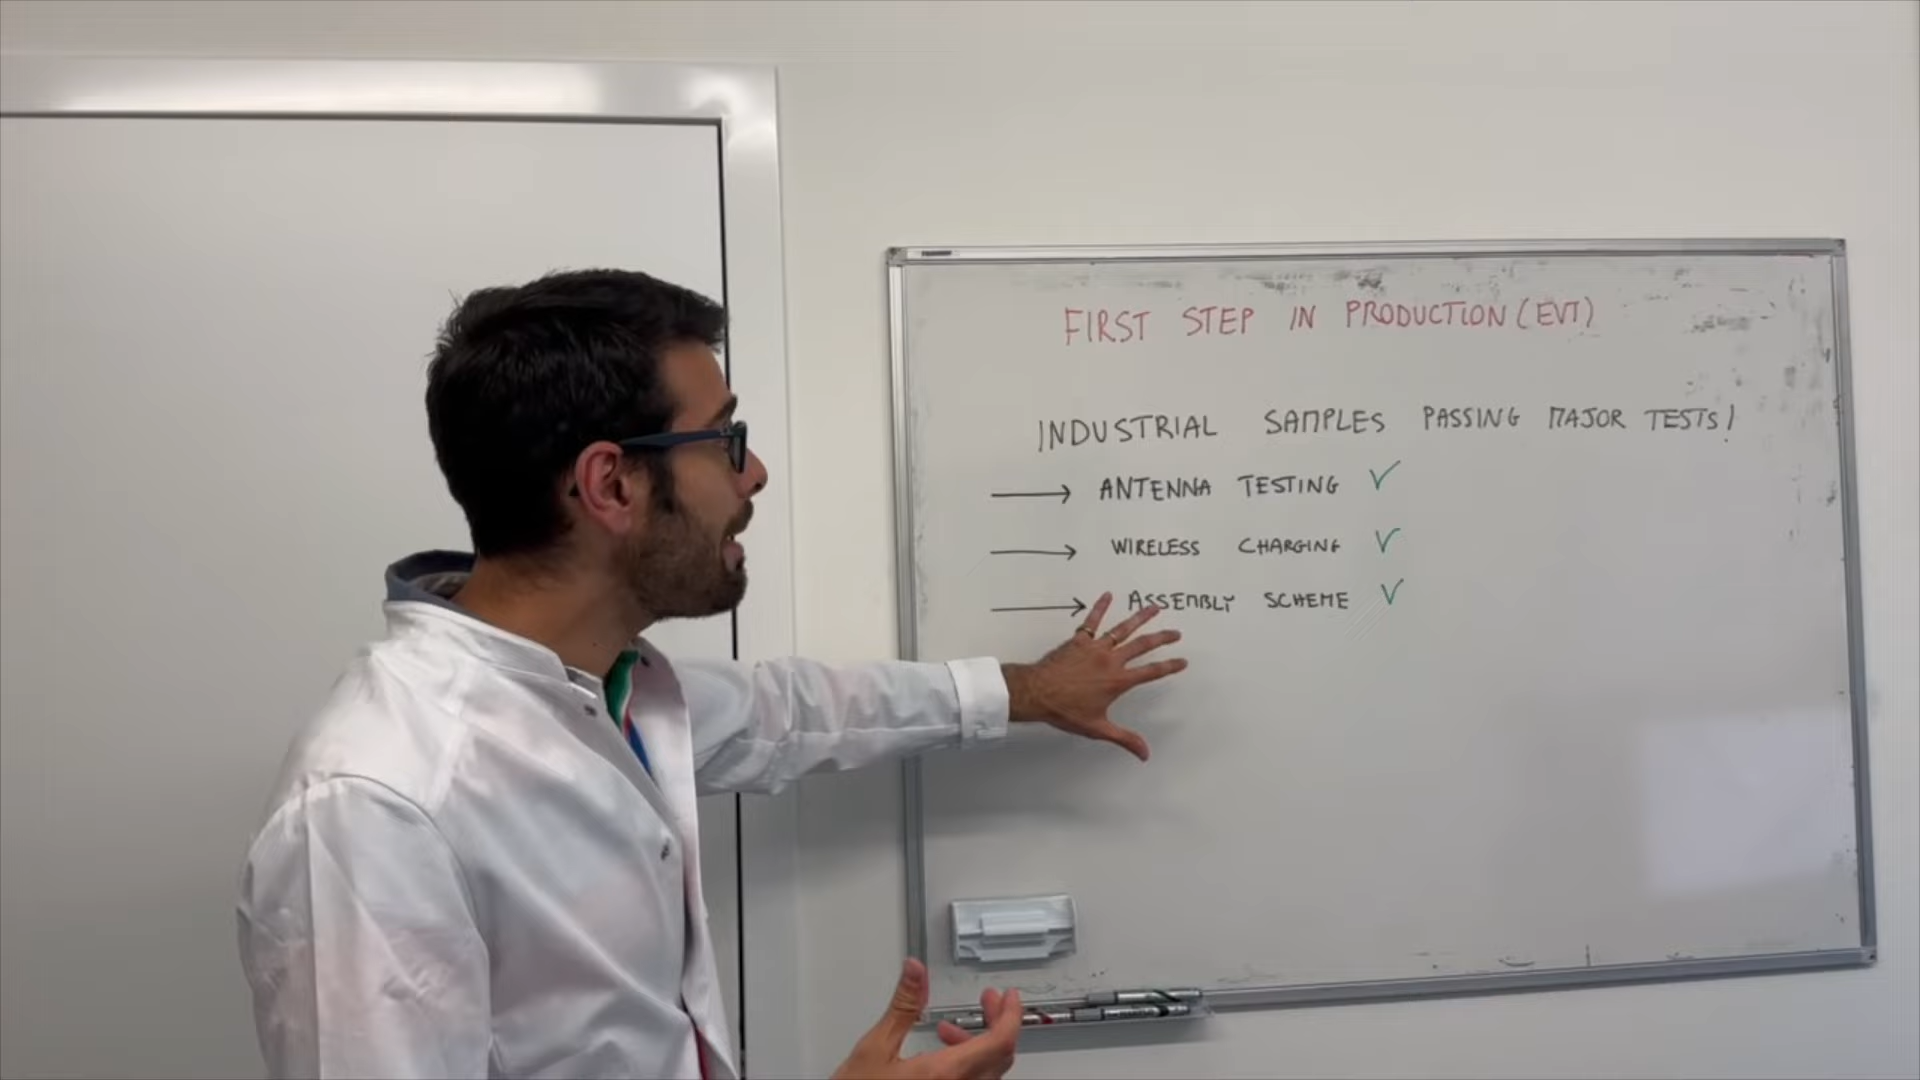 FIRST STEP IN PRODUCTION (EVT)
INDUSTRIAL SAMPLES PASSING MAJOR TESTS!
→ ANTENNA TESTING ✓
→ WIRELESS CHARGING ✓
→ ASSEMBLY SCHEME ✓